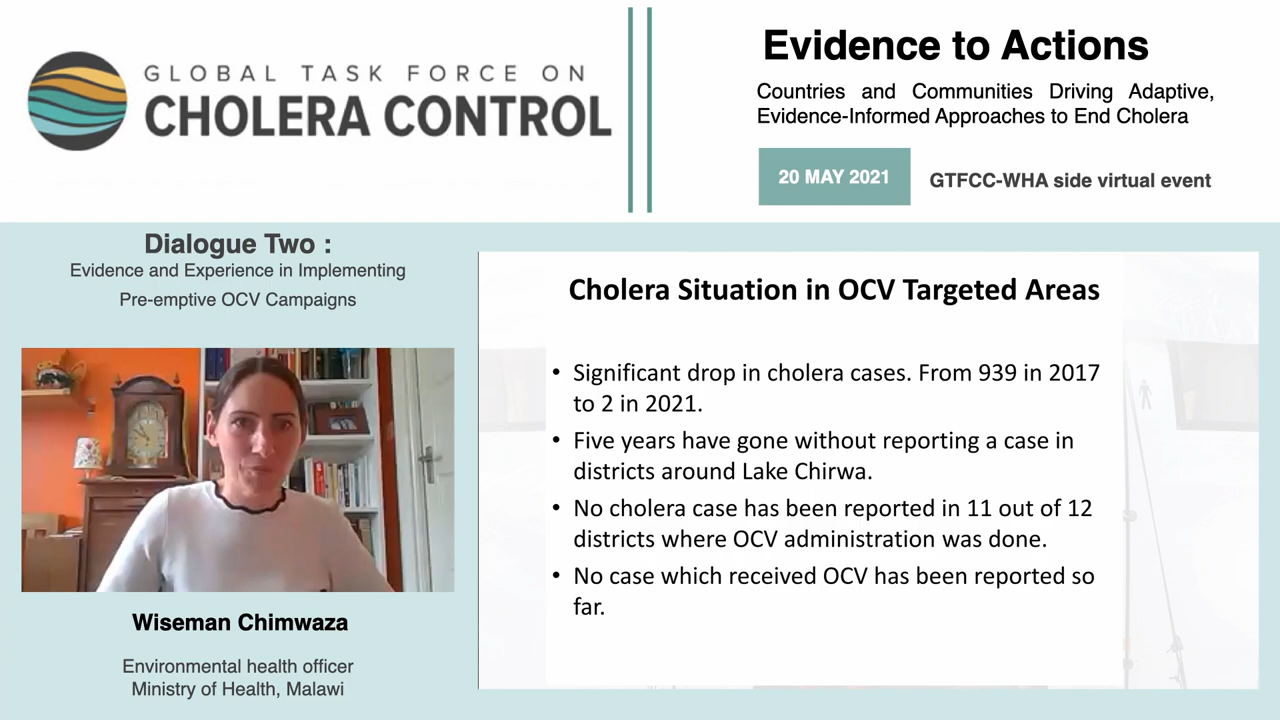 GLOBAL TASK FORCE ON
CHOLERA CONTROL
Evidence to Actions
Countries and Communities Driving Adaptive,
Evidence-Informed Approaches to End Cholera
20 MAY 2021
GTFCC-WHA side virtual event
Dialogue Two :
Evidence and Experience in Implementing
Pre-emptive OCV Campaigns
Wiseman Chimwaza
Environmental health officer
Ministry of Health, Malawi
Cholera Situation in OCV Targeted Areas
• Significant drop in cholera cases. From 939 in 2017
to 2 in 2021.
• Five years have gone without reporting a case in
districts around Lake Chirwa.
• No cholera case has been reported in 11 out of 12
districts where OCV administration was done.
• No case which received OCV has been reported so
far.